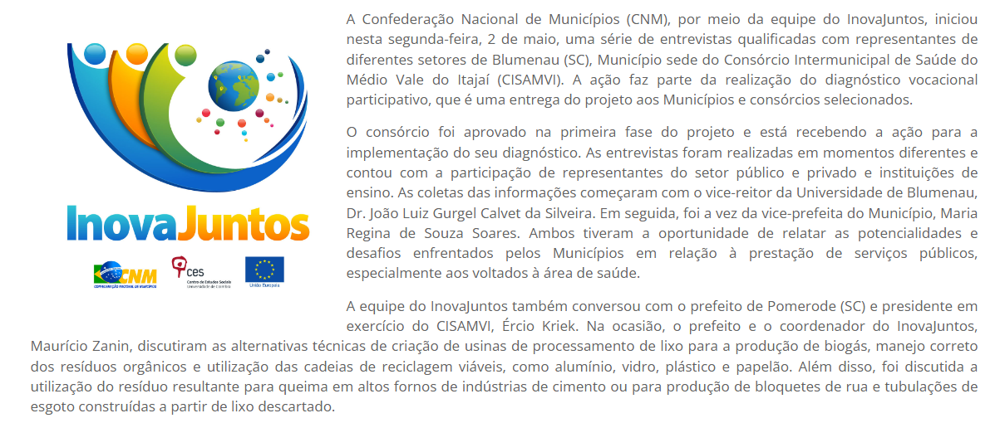 A Confederação Nacional de Municípios (CNM), por meio da equipe do InovaJuntos, iniciou
nesta segunda-feira, 2 de maio, uma série de entrevistas qualificadas com representantes de
diferentes setores de Blumenau (SC), Município sede do Consórcio Intermunicipal de Saúde do
Médio Vale do Itajaí (CISAMVI). A ação faz parte da realização do diagnóstico vocacional
participativo, que é uma entrega do projeto aos Municípios e consórcios selecionados.
O consórcio foi aprovado na primeira fase do projeto e está recebendo a ação para a
implementação do seu diagnóstico. As entrevistas foram realizadas em momentos diferentes e
contou com a participação de representantes do setor público e privado e instituições de
ensino. As coletas das informações começaram com o vice-reitor da Universidade de Blumenau,
Dr. João Luiz Gurgel Calvet da Silveira. Em seguida, foi a vez da vice-prefeita do Município, Maria
Regina de Souza Soares. Ambos tiveram a oportunidade de relatar as potencialidades e
desafios enfrentados pelos Municípios em relação à prestação de serviços públicos,
especialmente aos voltados à área de saúde.
InovaJuntos
CNM
CONFEDERAÇÃO NACIONAL DE MUNICÍPIOS
ces
Centro de Estudos Sociais
Universidade de Coimbra
União Europeia
A equipe do InovaJuntos também conversou com o prefeito de Pomerode (SC) e presidente em
exercício do CISAMVI, Ércio Kriek. Na ocasião, o prefeito e o coordenador do InovaJuntos,
Maurício Zanin, discutiram as alternativas técnicas de criação de usinas de processamento de lixo para a produção de biogás, manejo correto
dos resíduos orgânicos e utilização das cadeias de reciclagem viáveis, como alumínio, vidro, plástico e papelão. Além disso, foi discutida a
utilização do resíduo resultante para queima em altos fornos de indústrias de cimento ou para produção de bloquetes de rua e tubulações de
esgoto construídas a partir de lixo descartado.